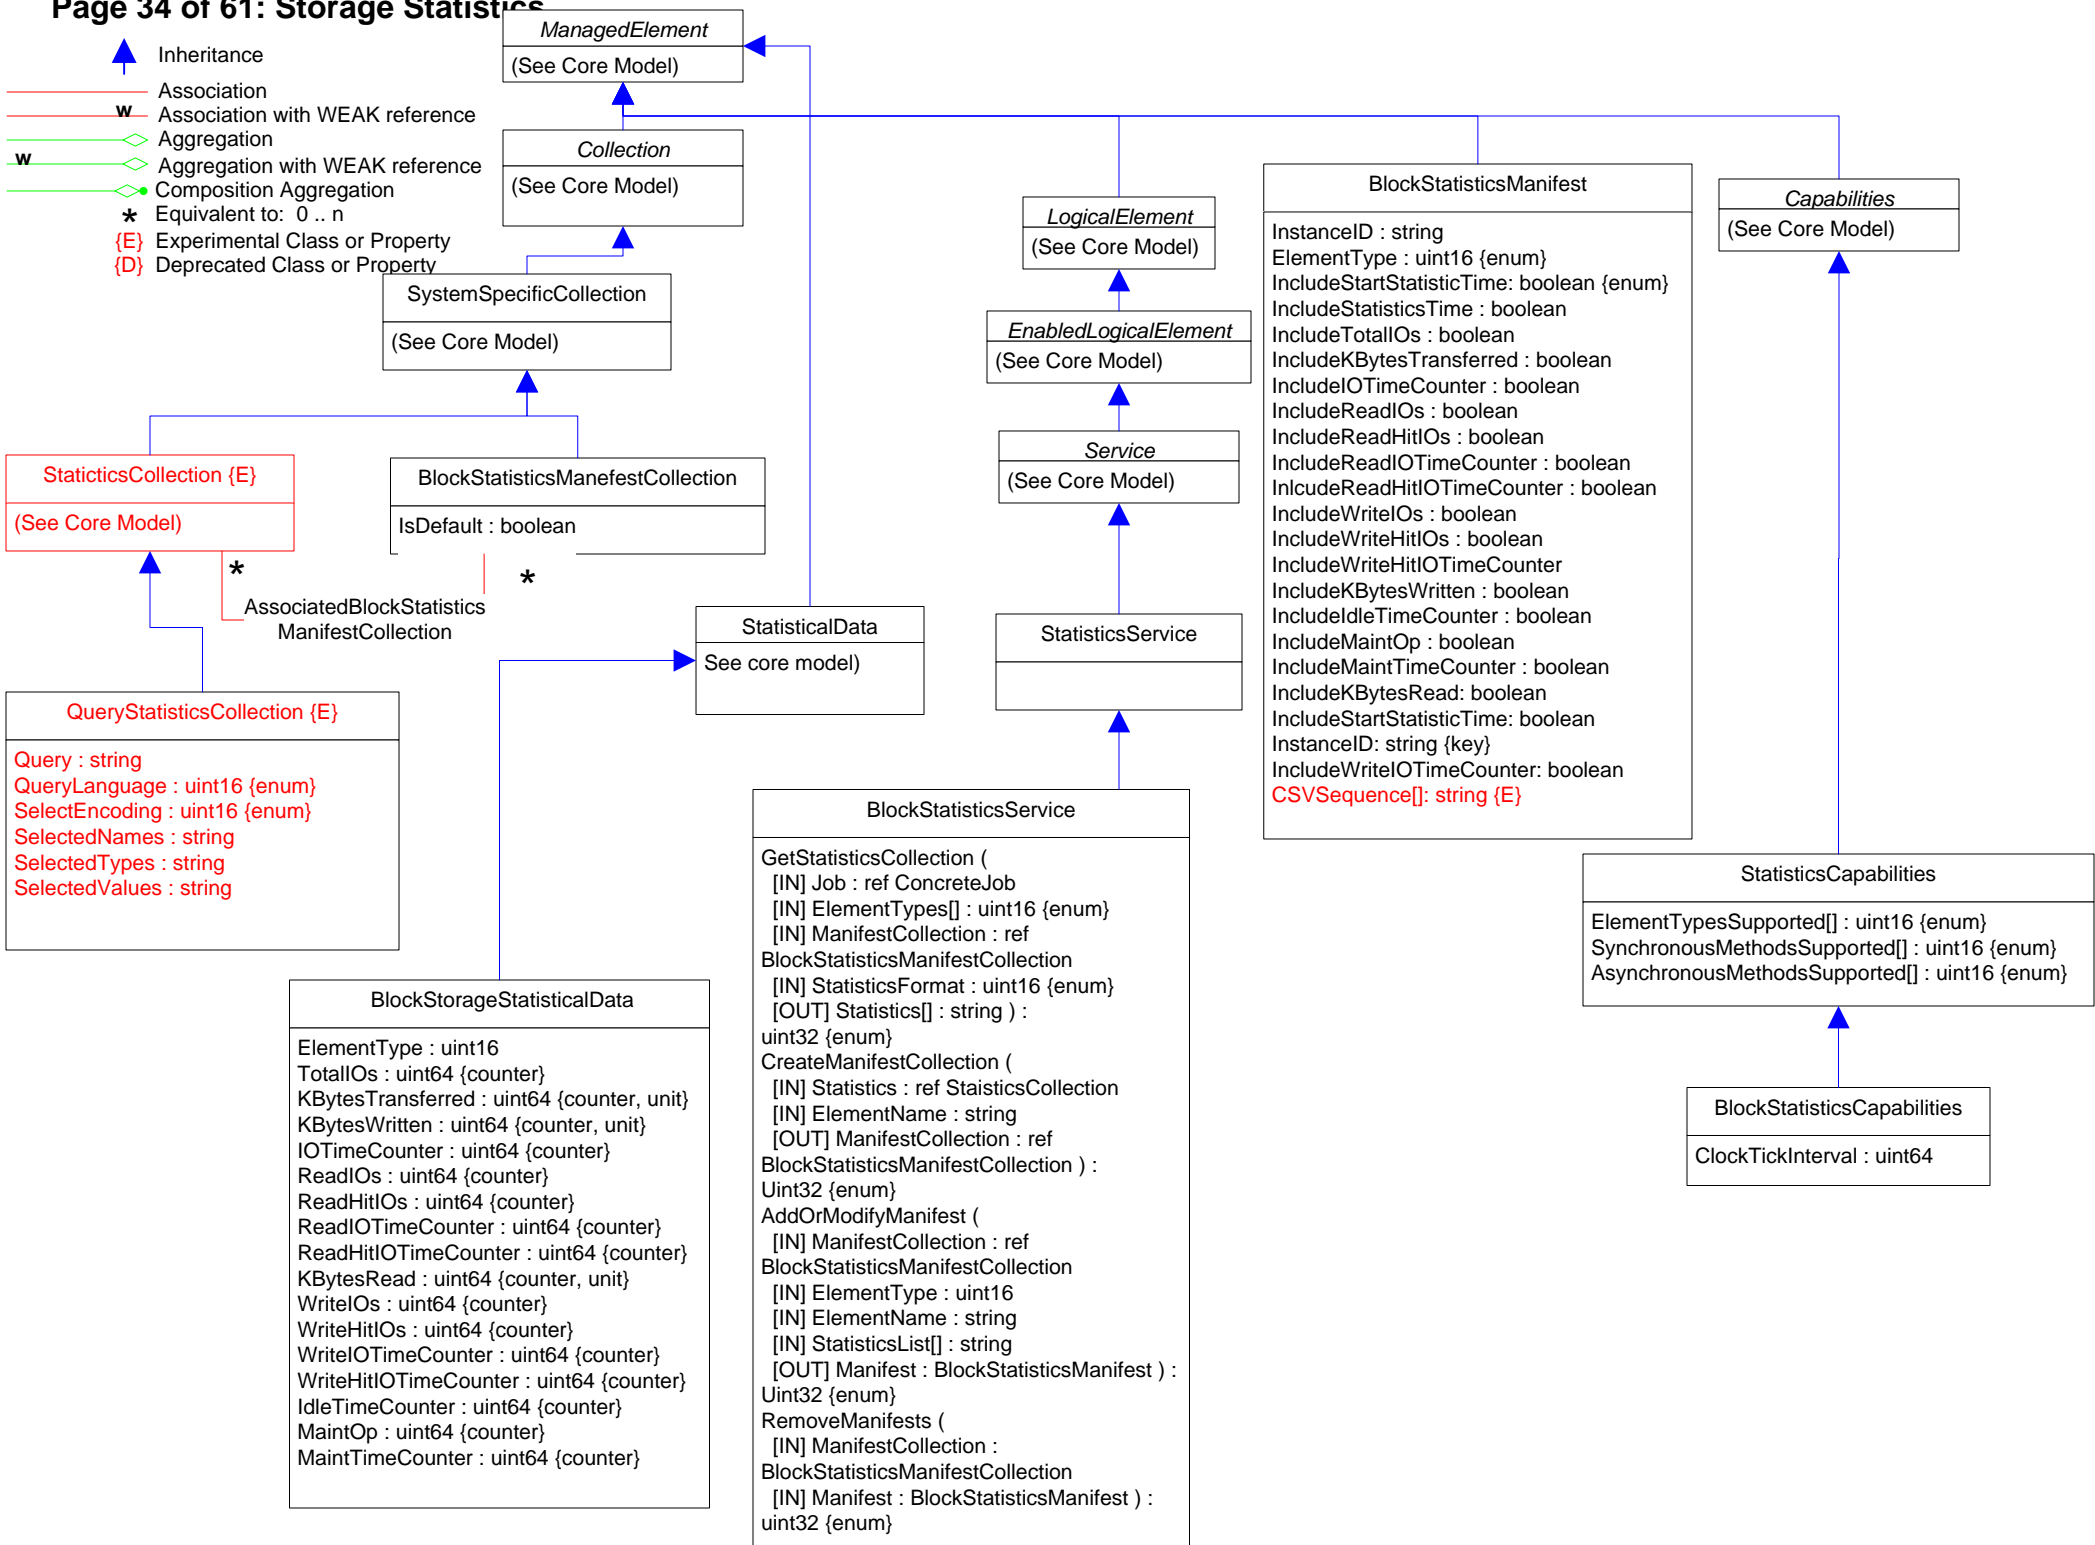 Page 34 of 61: Storage Statistics
Inheritance
Association
w Association with WEAK reference
Aggregation
w Aggregation with WEAK reference
Composition Aggregation
* Equivalent to: 0 .. n
{E} Experimental Class or Property
{D} Deprecated Class or Property
ManagedElement
(See Core Model)
Collection
(See Core Model)
SystemSpecificCollection
(See Core Model)
StaticticsCollection {E}
(See Core Model)
BlockStatisticsManefestCollection
IsDefault : boolean
*
*
AssociatedBlockStatistics
ManifestCollection
QueryStatisticsCollection {E}
Query : string
QueryLanguage : uint16 {enum}
SelectEncoding : uint16 {enum}
SelectedNames : string
SelectedTypes : string
SelectedValues : string
StatisticalData
See core model)
BlockStorageStatisticalData
ElementType : uint16
TotalIOs : uint64 {counter}
KBytesTransferred : uint64 {counter, unit}
KBytesWritten : uint64 {counter, unit}
IOTimeCounter : uint64 {counter}
ReadIOs : uint64 {counter}
ReadHitIOs : uint64 {counter}
ReadIOTimeCounter : uint64 {counter}
ReadHitIOTimeCounter : uint64 {counter}
KBytesRead : uint64 {counter, unit}
WriteIOs : uint64 {counter}
WriteHitIOs : uint64 {counter}
WriteIOTimeCounter : uint64 {counter}
WriteHitIOTimeCounter : uint64 {counter}
IdleTimeCounter : uint64 {counter}
MaintOp : uint64 {counter}
MaintTimeCounter : uint64 {counter}
LogicalElement
(See Core Model)
EnabledLogicalElement
(See Core Model)
Service
(See Core Model)
StatisticsService
BlockStatisticsService
GetStatisticsCollection (
[IN] Job : ref ConcreteJob
[IN] ElementTypes[] : uint16 {enum}
[IN] ManifestCollection : ref
BlockStatisticsManifestCollection
[IN] StatisticsFormat : uint16 {enum}
[OUT] Statistics[] : string ) :
uint32 {enum}
CreateManifestCollection (
[IN] Statistics : ref StaisticsCollection
[IN] ElementName : string
[OUT] ManifestCollection : ref
BlockStatisticsManifestCollection ) :
Uint32 {enum}
AddOrModifyManifest (
[IN] ManifestCollection : ref
BlockStatisticsManifestCollection
[IN] ElementType : uint16
[IN] ElementName : string
[IN] StatisticsList[] : string
[OUT] Manifest : BlockStatisticsManifest ) :
Uint32 {enum}
RemoveManifests (
[IN] ManifestCollection :
BlockStatisticsManifestCollection
[IN] Manifest : BlockStatisticsManifest ) :
uint32 {enum}
BlockStatisticsManifest
InstanceID : string
ElementType : uint16 {enum}
IncludeStartStatisticTime: boolean {enum}
IncludeStatisticsTime : boolean
IncludeTotalIOs : boolean
IncludeKBytesTransferred : boolean
IncludeIOTimeCounter : boolean
IncludeReadIOs : boolean
IncludeReadHitIOs : boolean
IncludeReadIOTimeCounter : boolean
InlcudeReadHitIOTimeCounter : boolean
IncludeWriteIOs : boolean
IncludeWriteHitIOs : boolean
IncludeWriteHitIOTimeCounter
IncludeKBytesWritten : boolean
IncludeIdleTimeCounter : boolean
IncludeMaintOp : boolean
IncludeMaintTimeCounter : boolean
IncludeKBytesRead: boolean
IncludeStartStatisticTime: boolean
InstanceID: string {key}
IncludeWriteIOTimeCounter: boolean
CSVSequence[]: string {E}
Capabilities
(See Core Model)
StatisticsCapabilities
ElementTypesSupported[] : uint16 {enum}
SynchronousMethodsSupported[] : uint16 {enum}
AsynchronousMethodsSupported[] : uint16 {enum}
BlockStatisticsCapabilities
ClockTickInterval : uint64